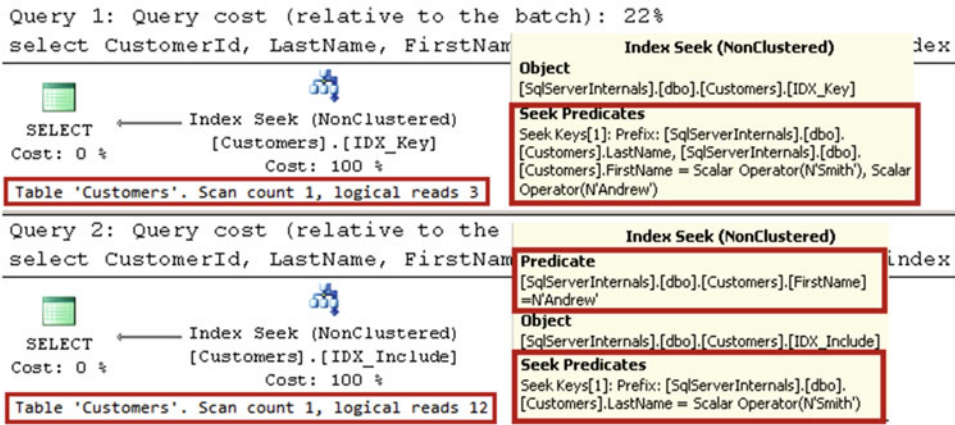 Query 1: Query cost (relative to the batch): 22%
select CustomerId, LastName, FirstNam
dex
Index Seek (NonClustered)
Object
[SqlServerInternals].[dbo].[Customers].[IDX_Key]
Seek Predicates
Seek Keys[1]: Prefix: [SqlServerInternals].[dbo].
[Customers].LastName, [SqlServerInternals].[dbo].
[Customers].FirstName = Scalar Operator(N'Smith'), Scalar
Operator(N'Andrew')
SELECT
Cost: 0 %
Index Seek (NonClustered)
[Customers].[IDX_Key]
Cost: 100 %
Table 'Customers'. Scan count 1, logical reads 3
Query 2: Query cost (relative to the
select CustomerId, LastName, FirstNam
index
Index Seek (NonClustered)
Predicate
[SqlServerInternals].[dbo].[Customers].[FirstName]
=N'Andrew'
Object
[SqlServerInternals].[dbo].[Customers].[IDX_Include]
Seek Predicates
Seek Keys[1]: Prefix: [SqlServerInternals].[dbo].
[Customers].LastName = Scalar Operator(N'Smith')
SELECT
Cost: 0 %
Index Seek (NonClustered)
[Customers].[IDX_Include]
Cost: 100 %
Table 'Customers'. Scan count 1, logical reads 12